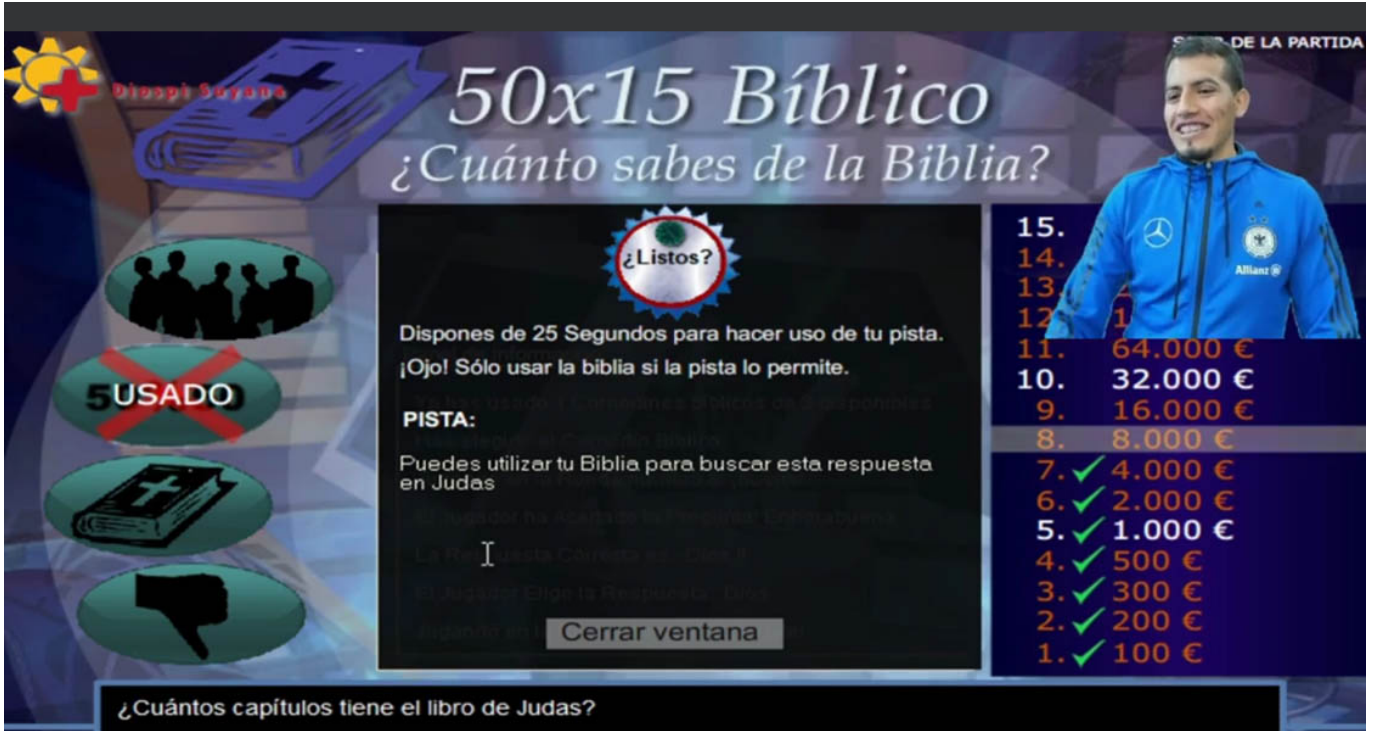 DE LA PARTIDA
Diospi Suyana
50x15 Bíblico
¿Cuánto sabes de la Biblia?
¿Listos?
Dispones de 25 Segundos para hacer uso de tu pista.
¡Ojo! Sólo usar la biblia si la pista lo permite.
PISTA:
Puedes utilizar tu Biblia para buscar esta respuesta
en Judas
Cerrar ventana
USADO
Allianz
15.
14.
13.
12. 1
11. 64.000 €
10. 32.000 €
9. 16.000 €
8. 8.000 €
7. 4.000 €
6. 2.000 €
5. 1.000 €
4. 500 €
3. 300 €
2. 200 €
1. 100 €
¿Cuántos capítulos tiene el libro de Judas?